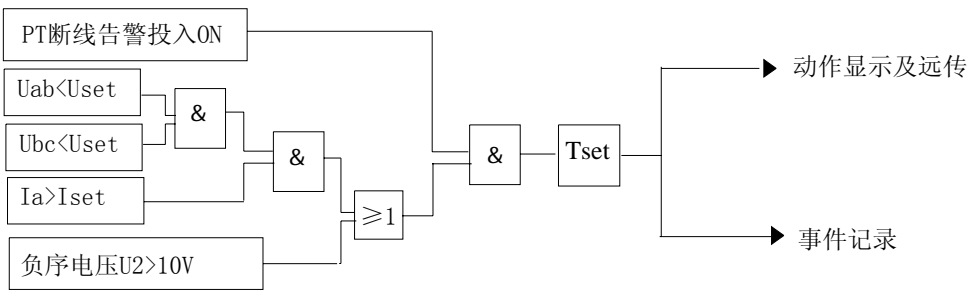 PT断线告警投入ON
动作显示及远传
Uab<Uset
&
Ubc<Uset
&
&
Tset
Ia>Iset
≥1
事件记录
负序电压U2>10V